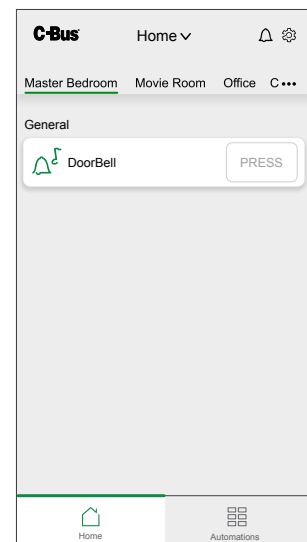 C-Bus Home
Master Bedroom Movie Room Office C•••
General
DoorBell PRESS
Home Automations